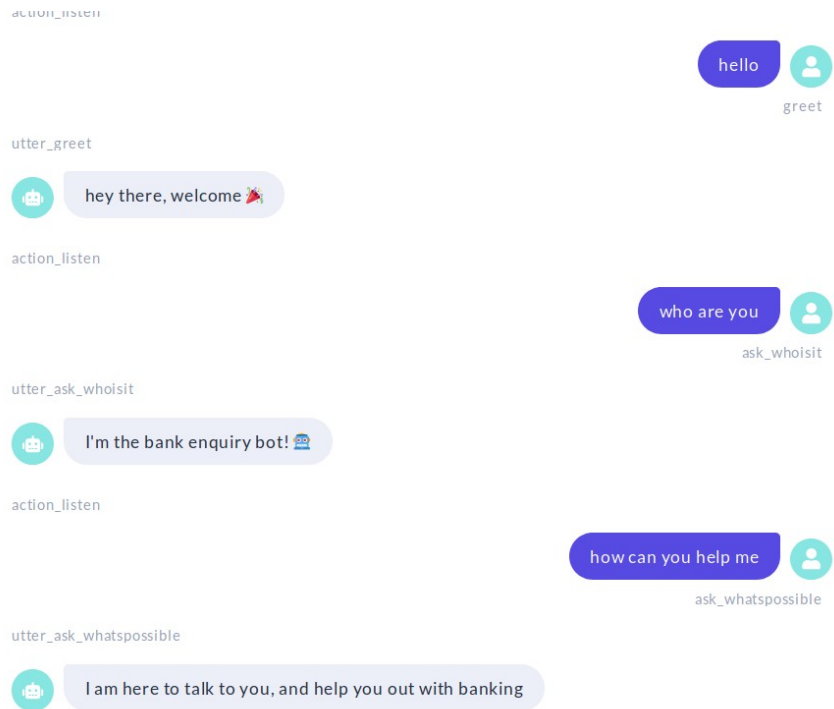 action_listen
hello
greet
utter_greet
hey there, welcome 🎉
action_listen
who are you
ask_whoisit
utter_ask_whoisit
I'm the bank enquiry bot! 🤖
action_listen
how can you help me
ask_whatspossible
utter_ask_whatspossible
I am here to talk to you, and help you out with banking